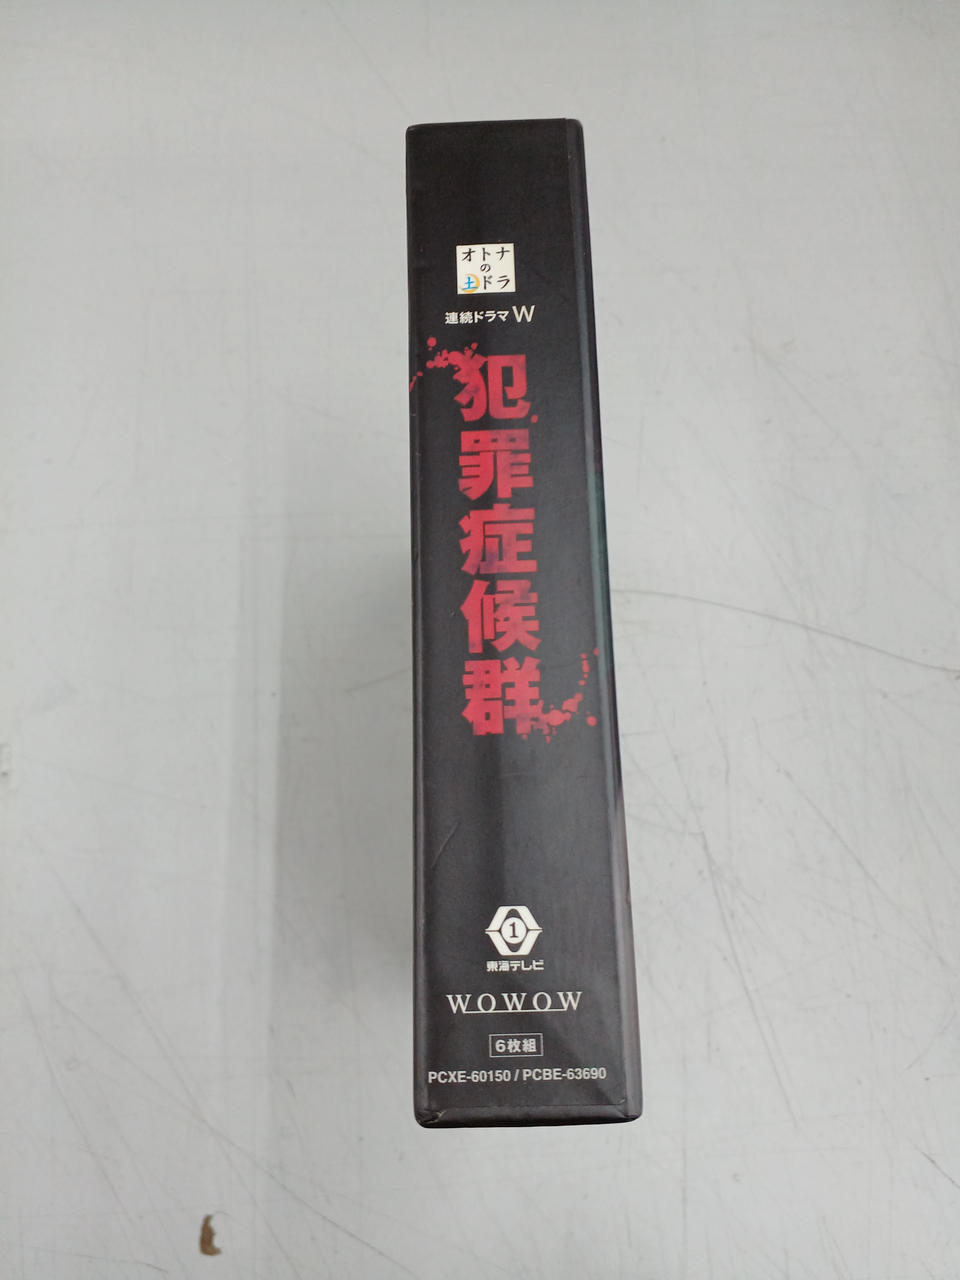 オトナ
の
土ドラ
連続ドラマW
犯罪症候群
1
東海テレビ
WOWOW
6枚組
PCXE-60150 / PCBE-63690